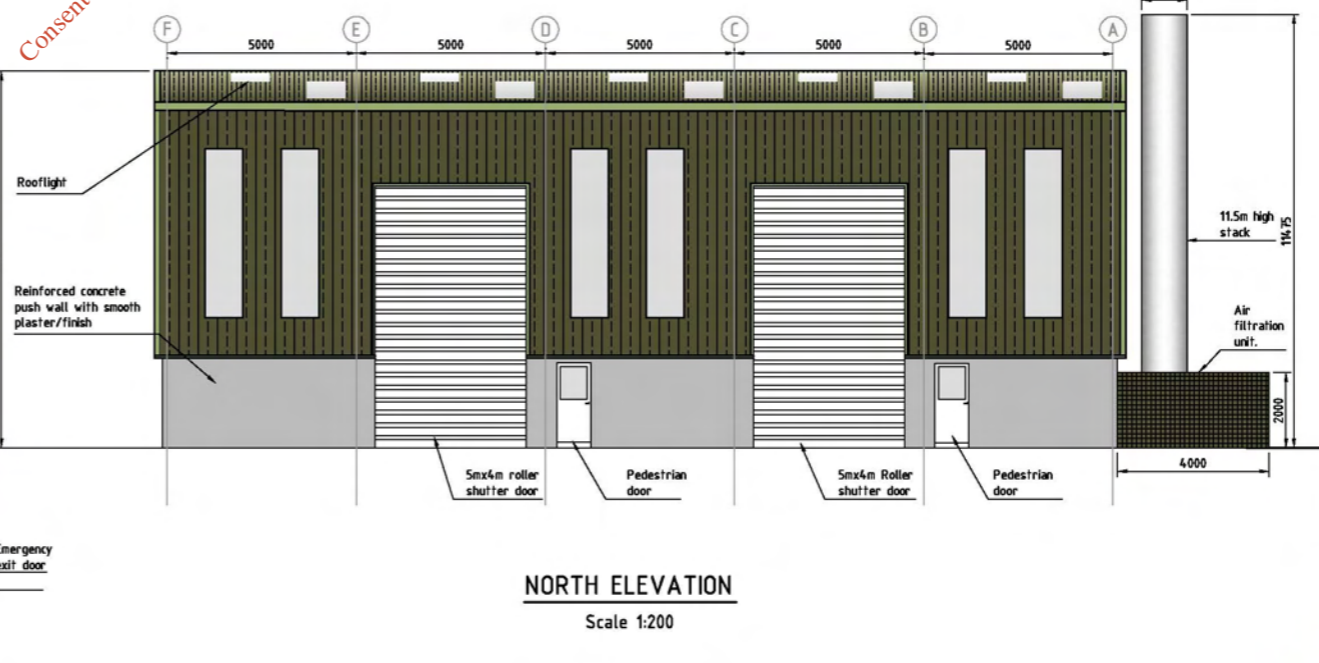 Consent
F E D C B A
5000 5000 5000 5000 5000
Rooflight
11.5m high
stack
11475
Reinforced concrete
push wall with smooth
plaster/finish
Air
filtration
unit.
2000
4000
5mx4m roller
shutter door
Pedestrian
door
5mx4m Roller
shutter door
Pedestrian
door
Emergency
exit door
NORTH ELEVATION
Scale 1:200